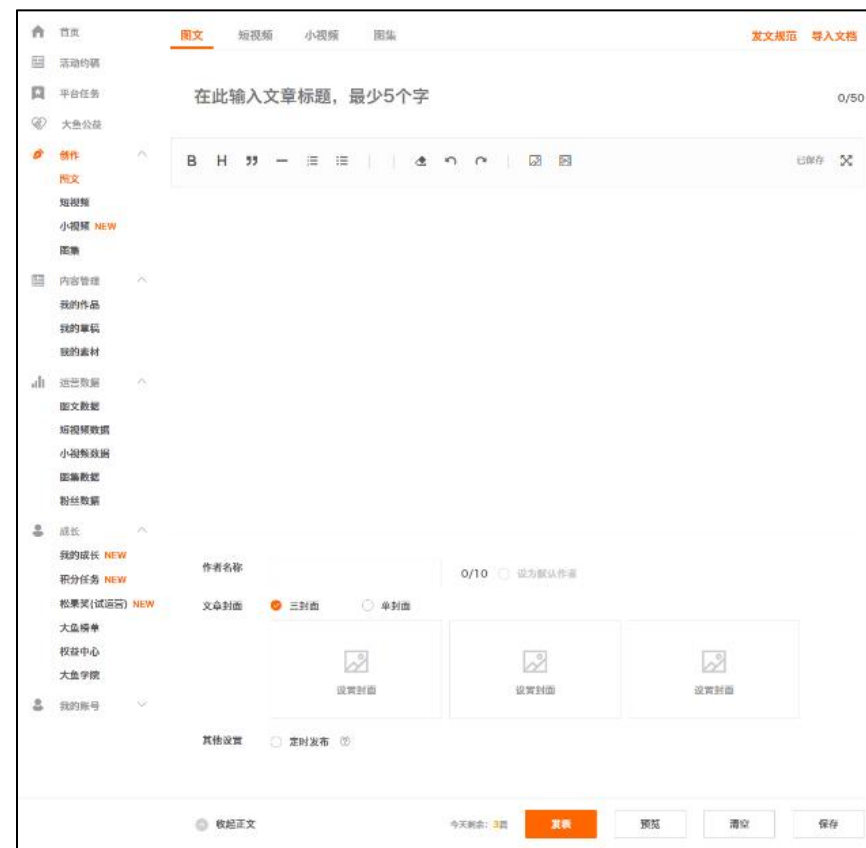 首页
活动约稿
平台任务
大鱼公益
创作
图文
短视频
小视频 NEW
图集
内容管理
我的作品
我的草稿
我的素材
运营数据
图文数据
短视频数据
小视频数据
图集数据
粉丝数据
成长
我的成长 NEW
积分任务 NEW
松果奖(试运营) NEW
大鱼榜单
权益中心
大鱼学院
我的账号
图文 短视频 小视频 图集 发文规范 导入文档
在此输入文章标题，最少5个字 0/50
B H 已保存
作者名称 0/10 设为默认作者
文章封面 三封面 单封面
设置封面 设置封面 设置封面
其他设置 定时发布
收起正文 今天剩余: 3篇 发表 预览 清空 保存